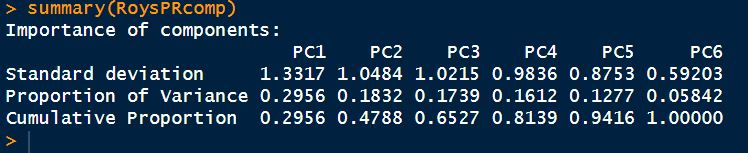 > summary(RoysPRcomp)
Importance of components:
                          PC1    PC2    PC3    PC4    PC5     PC6
Standard deviation     1.3317 1.0484 1.0215 0.9836 0.8753 0.59203
Proportion of Variance 0.2956 0.1832 0.1739 0.1612 0.1277 0.05842
Cumulative Proportion  0.2956 0.4788 0.6527 0.8139 0.9416 1.00000
>